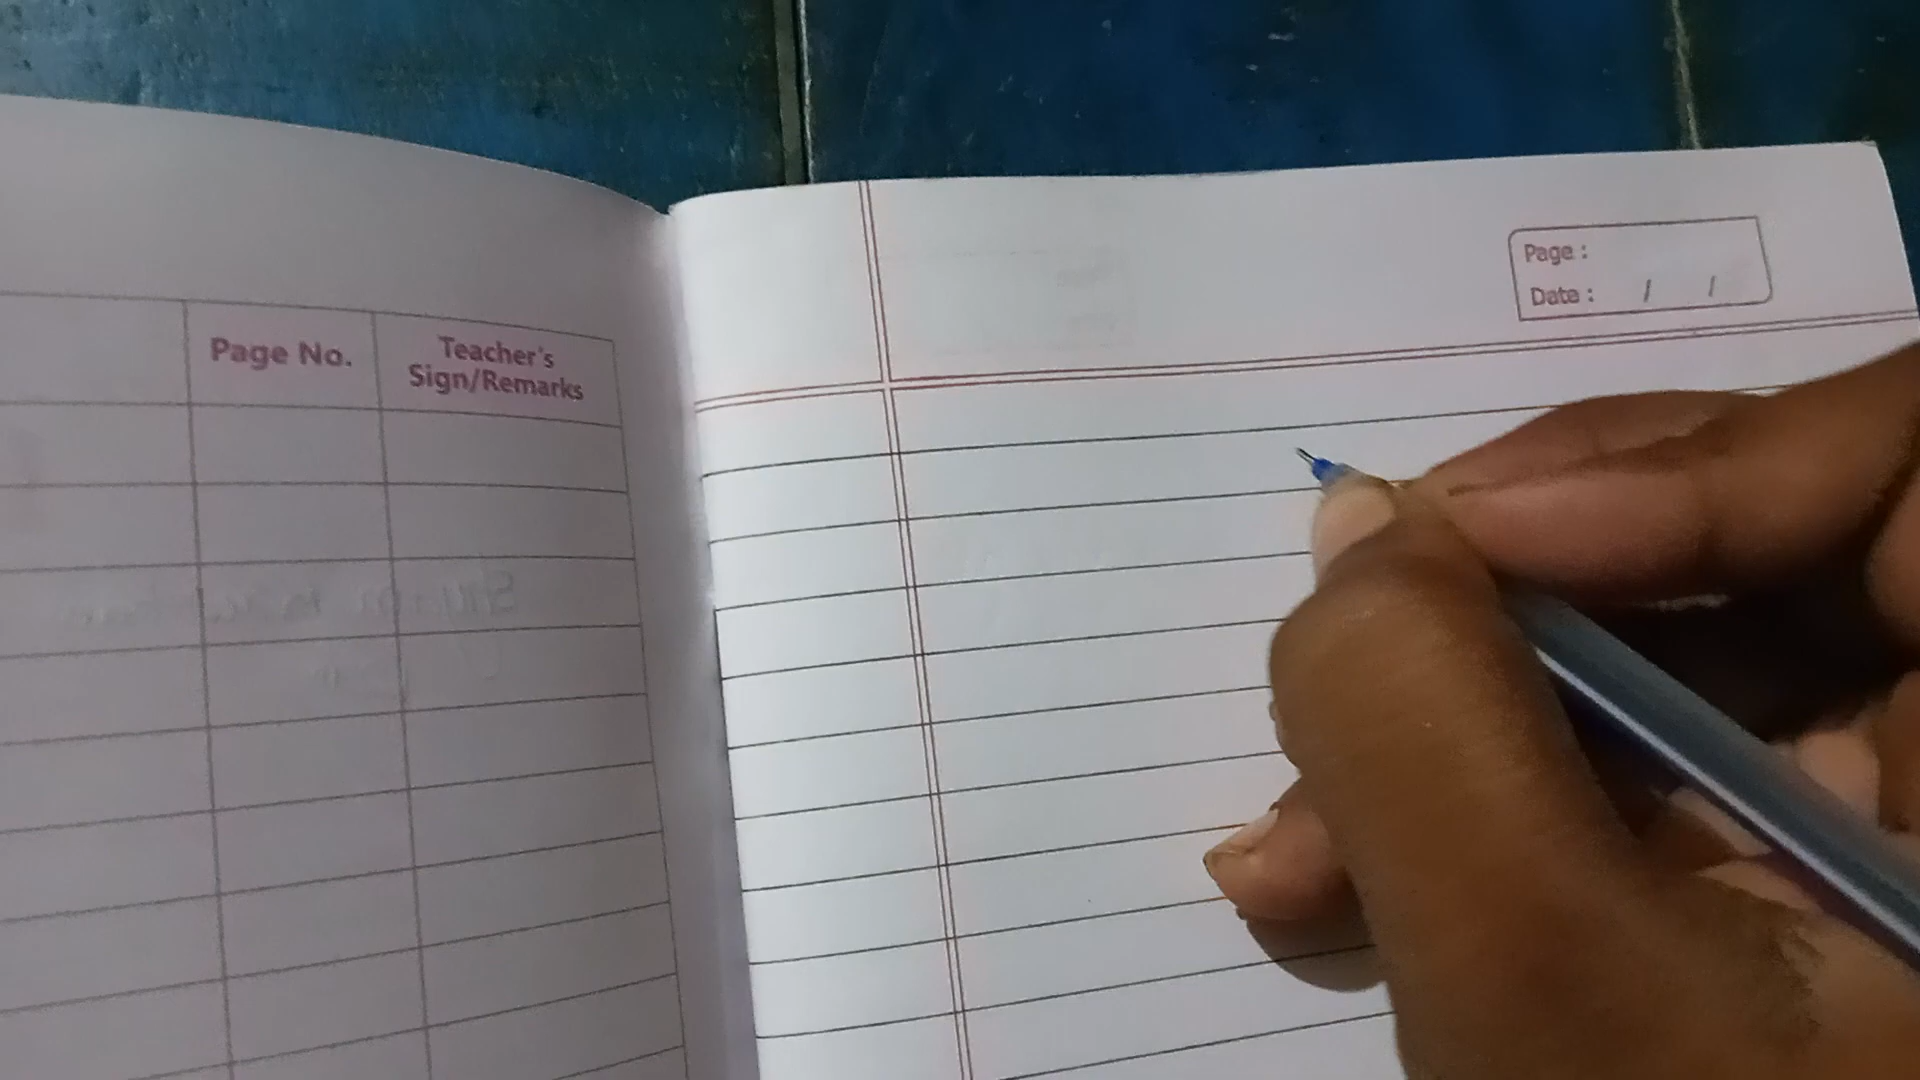 Page No.
Teacher's
Sign/Remarks
Page :
Date : / /